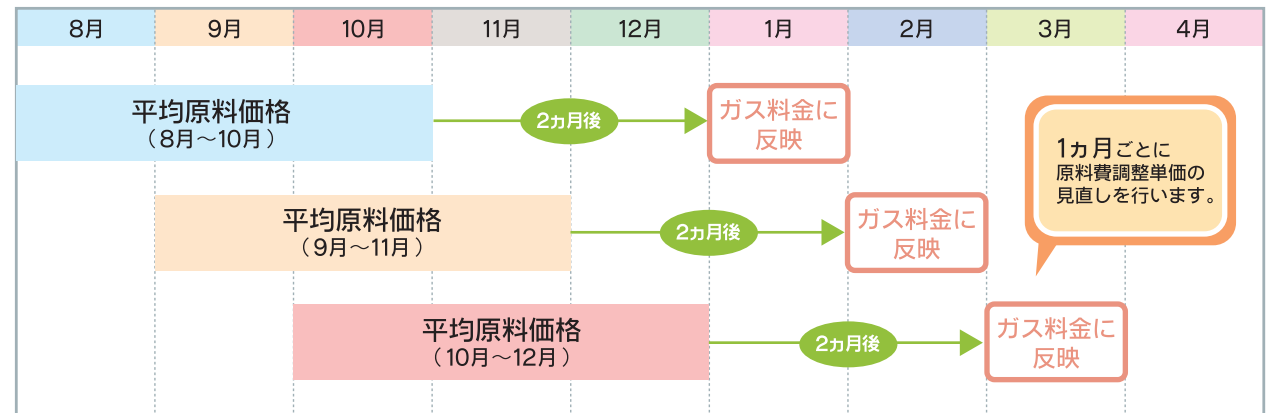 8月 9月 10月 11月 12月 1月 2月 3月 4月
平均原料価格
（8月～10月）
2ヵ月後
ガス料金に
反映
1ヵ月ごとに
原料費調整単価の
見直しを行います。
平均原料価格
（9月～11月）
2ヵ月後
ガス料金に
反映
平均原料価格
（10月～12月）
2ヵ月後
ガス料金に
反映